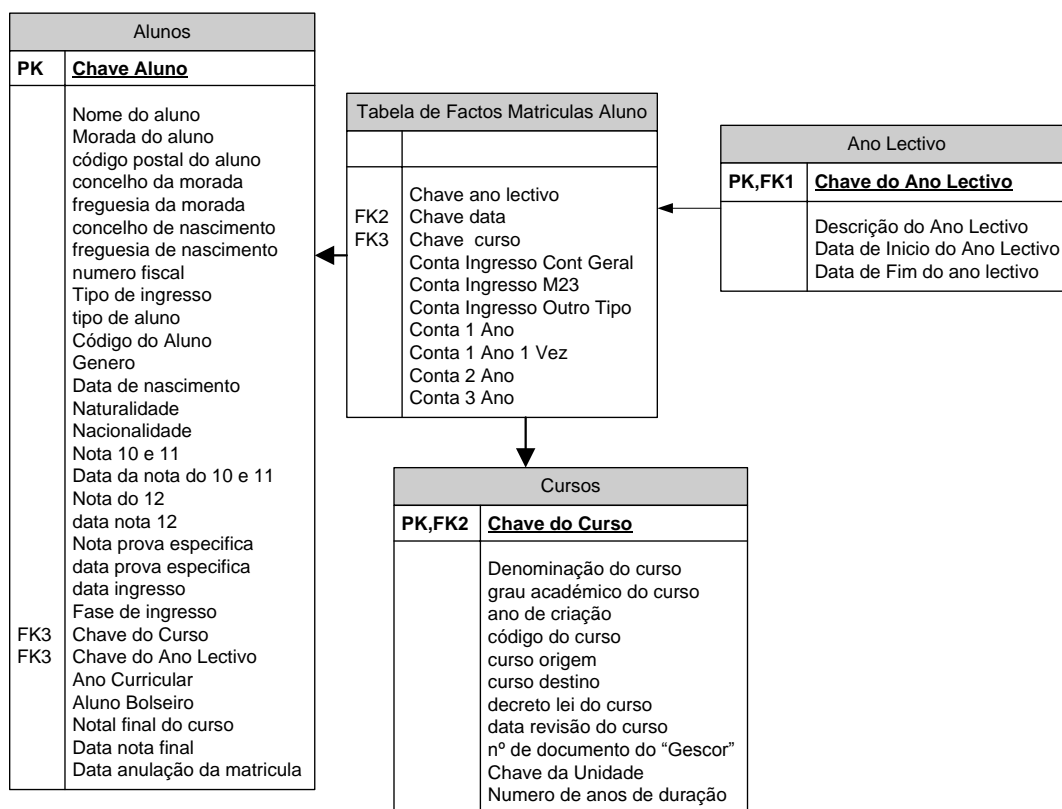 Alunos
PK Chave Aluno
Nome do aluno
Morada do aluno
código postal do aluno
concelho da morada
freguesia da morada
concelho de nascimento
freguesia de nascimento
numero fiscal
Tipo de ingresso
tipo de aluno
Código do Aluno
Genero
Data de nascimento
Naturalidade
Nacionalidade
Nota 10 e 11
Data da nota do 10 e 11
Nota do 12
data nota 12
Nota prova especifica
data prova especifica
data ingresso
Fase de ingresso
FK3 Chave do Curso
FK3 Chave do Ano Lectivo
Ano Curricular
Aluno Bolseiro
Notal final do curso
Data nota final
Data anulação da matricula
Tabela de Factos Matriculas Aluno
Chave ano lectivo
FK2 Chave data
FK3 Chave curso
Conta Ingresso Cont Geral
Conta Ingresso M23
Conta Ingresso Outro Tipo
Conta 1 Ano
Conta 1 Ano 1 Vez
Conta 2 Ano
Conta 3 Ano
Ano Lectivo
PK,FK1 Chave do Ano Lectivo
Descrição do Ano Lectivo
Data de Inicio do Ano Lectivo
Data de Fim do ano lectivo
Cursos
PK,FK2 Chave do Curso
Denominação do curso
grau académico do curso
ano de criação
código do curso
curso origem
curso destino
decreto lei do curso
data revisão do curso
nº de documento do “Gescor”
Chave da Unidade
Numero de anos de duração